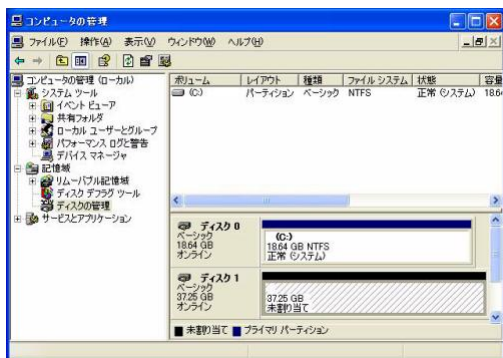 コンピュータの管理
ファイル(F) 操作(A) 表示(V) ウィンドウ(W) ヘルプ(H)
コンピュータの管理 (ローカル)
システム ツール
イベント ビューア
共有フォルダ
ローカル ユーザーとグループ
パフォーマンス ログと警告
デバイス マネージャ
記憶域
リムーバブル記憶域
ディスク デフラグ ツール
ディスクの管理
サービスとアプリケーション
ボリューム レイアウト 種類 ファイル システム 状態 容量
(C:) パーティション ベーシック NTFS 正常 (システム) 18.6
ディスク 0
ベーシック
18.64 GB
オンライン
(C:)
18.64 GB NTFS
正常 (システム)
ディスク 1
ベーシック
37.25 GB
オンライン
37.25 GB
未割り当て
未割り当て プライマリ パーティション